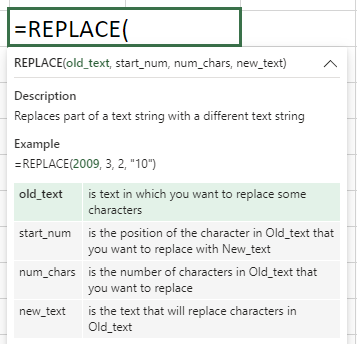 =REPLACE(
REPLACE(old_text, start_num, num_chars, new_text)
Description
Replaces part of a text string with a different text string
Example
=REPLACE(2009, 3, 2, "10")
old_text is text in which you want to replace some
characters
start_num is the position of the character in Old_text that
you want to replace with New_text
num_chars is the number of characters in Old_text that
you want to replace
new_text is the text that will replace characters in
Old_text